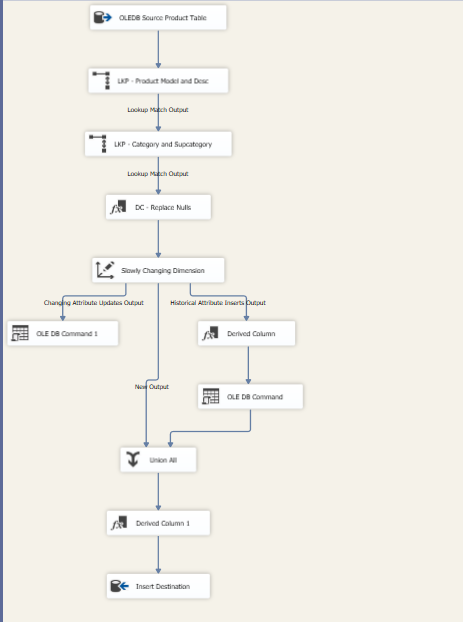 OLEDB Source Product Table
LKP - Product Model and Desc
Lookup Match Output
LKP - Category and Supcategory
Lookup Match Output
DC - Replace Nulls
Slowly Changing Dimension
Changing Attribute Updates Output
Historical Attribute Inserts Output
OLE DB Command 1
Derived Column
New Output
OLE DB Command
Union All
Derived Column 1
Insert Destination